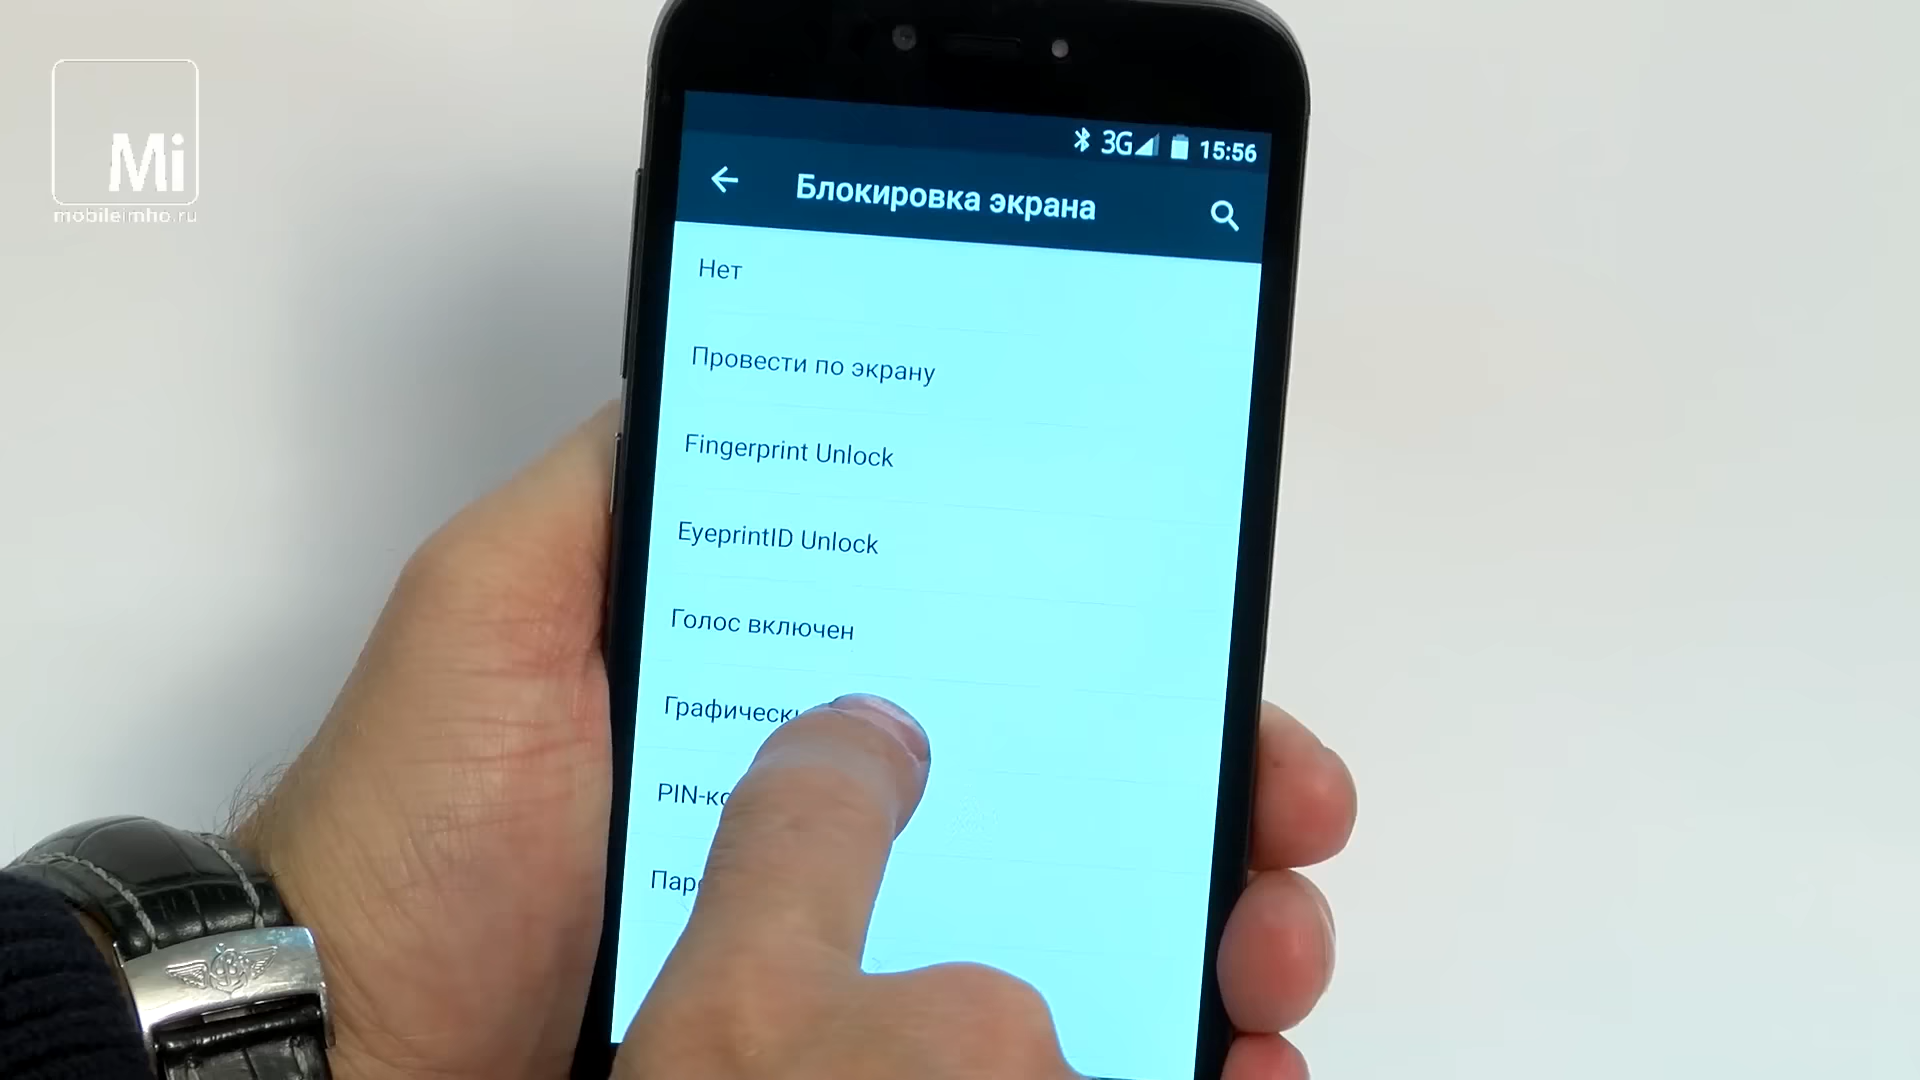 Mi
mobileimho.ru
3G 15:56
Блокировка экрана
Нет
Провести по экрану
Fingerprint Unlock
EyeprintID Unlock
Голос включен